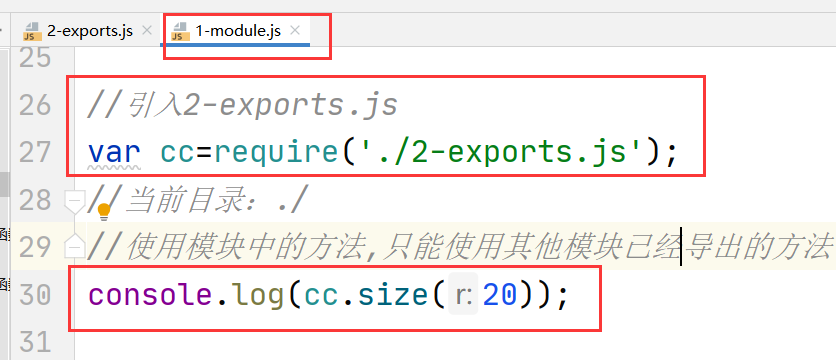 2-exports.js × 1-module.js ×
25
26 //引入2-exports.js
27 var cc=require('./2-exports.js');
28 //当前目录：./
29 //使用模块中的方法,只能使用其他模块已经导出的方法
30 console.log(cc.size( r: 20));
31